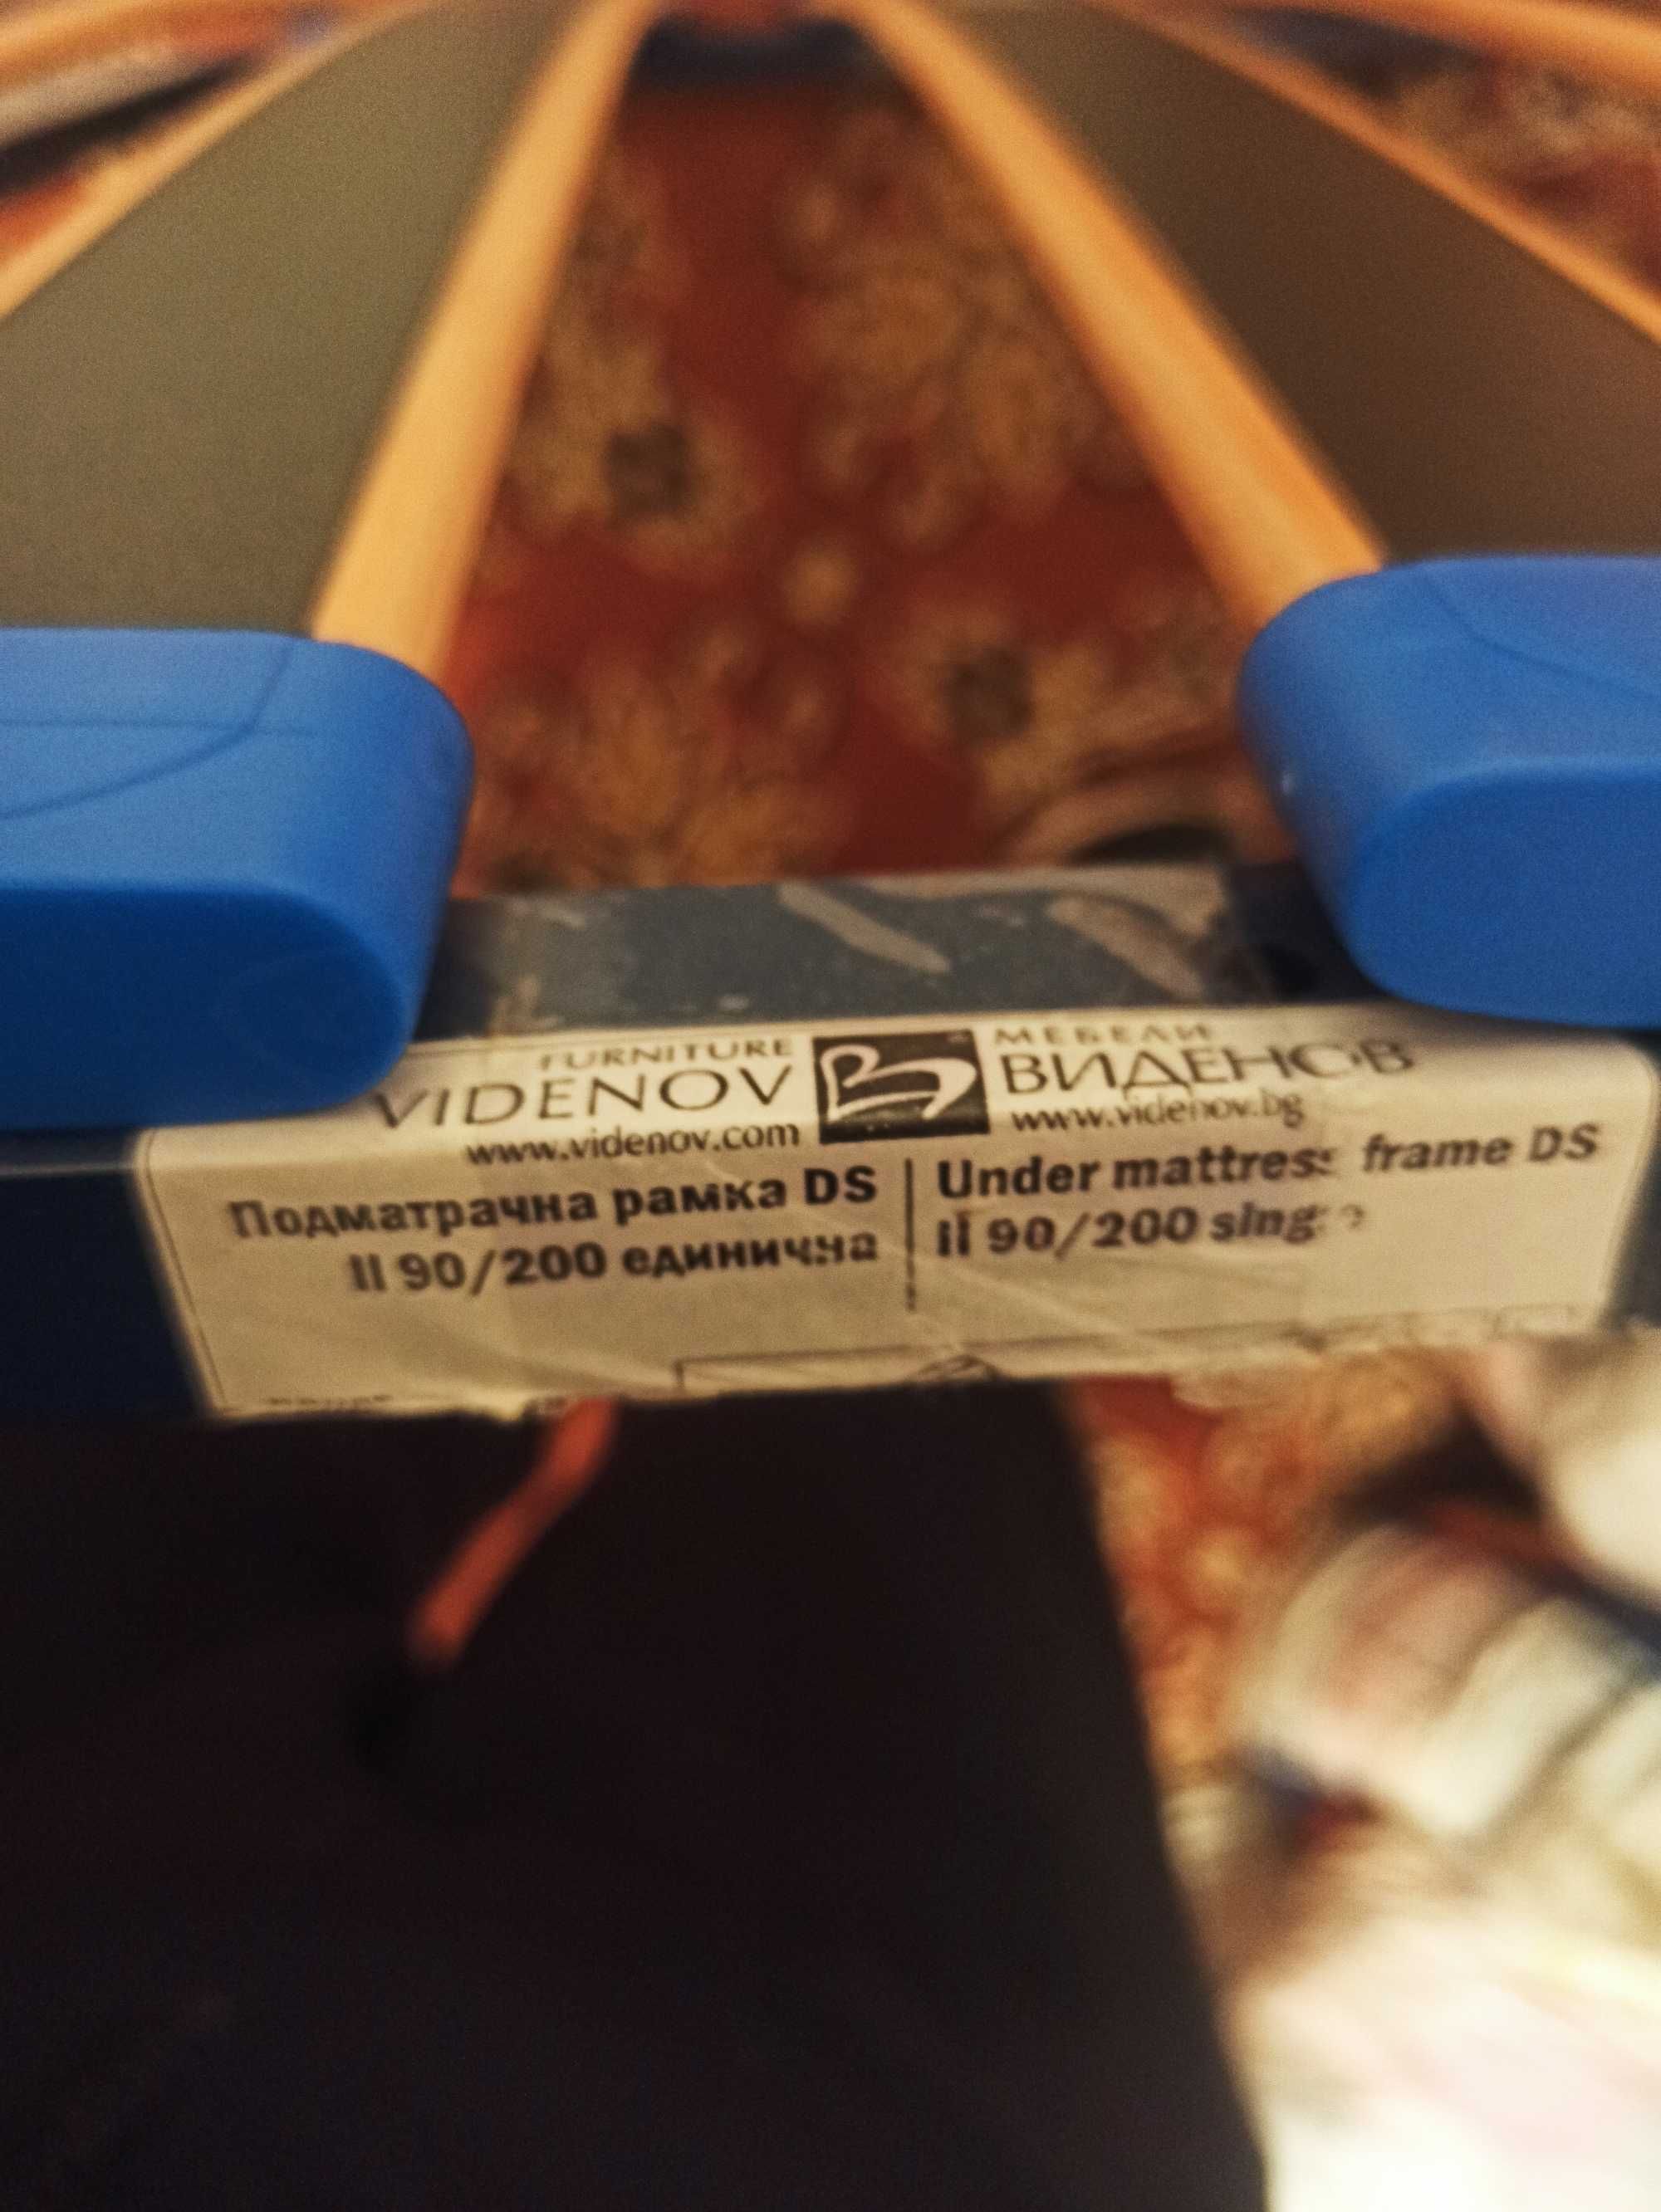 FURNITURE
VIDENOV
www.videnov.com
МЕБЕЛИ
ВИДЕНОВ
www.videnov.bg
Подматрачна рамка DS
II 90/200 единична
Under mattress frame DS
II 90/200 single